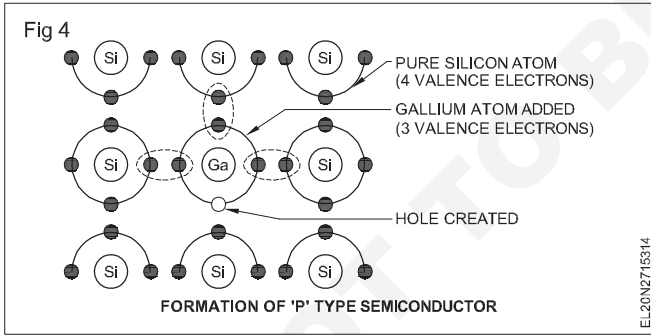 Fig 4
Si Si Si
PURE SILICON ATOM
(4 VALENCE ELECTRONS)
GALLIUM ATOM ADDED
(3 VALENCE ELECTRONS)
Si Ga Si
HOLE CREATED
Si Si Si
FORMATION OF 'P' TYPE SEMICONDUCTOR
EL20N2715314